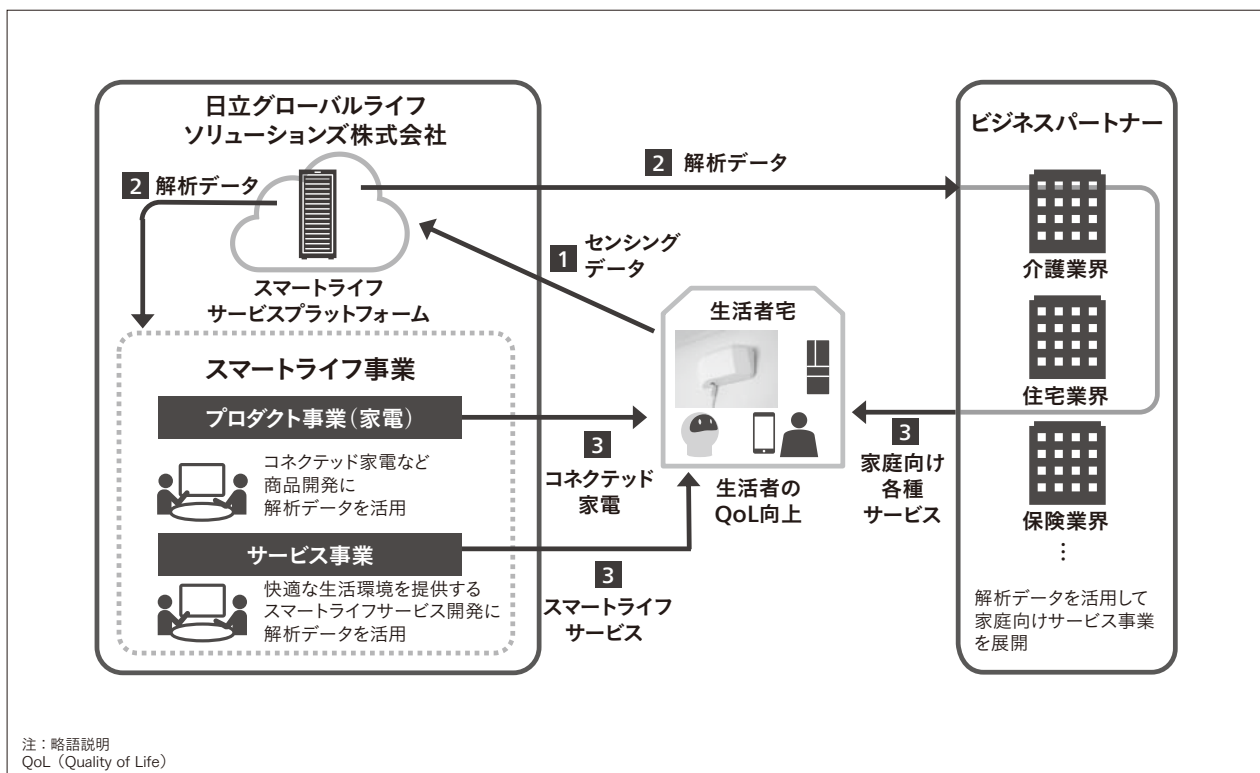 日立グローバルライフ
ソリューションズ株式会社
2 解析データ
スマートライフ
サービスプラットフォーム
スマートライフ事業
プロダクト事業(家電)
コネクテッド家電など
商品開発に
解析データを活用
サービス事業
快適な生活環境を提供する
スマートライフサービス開発に
解析データを活用
2 解析データ
1 センシング
データ
生活者宅
生活者の
QoL向上
3
コネクテッド
家電
3
スマートライフ
サービス
3
家庭向け
各種
サービス
ビジネスパートナー
介護業界
住宅業界
保険業界
⋮
解析データを活用して
家庭向けサービス事業
を展開
注:略語説明
QoL(Quality of Life)